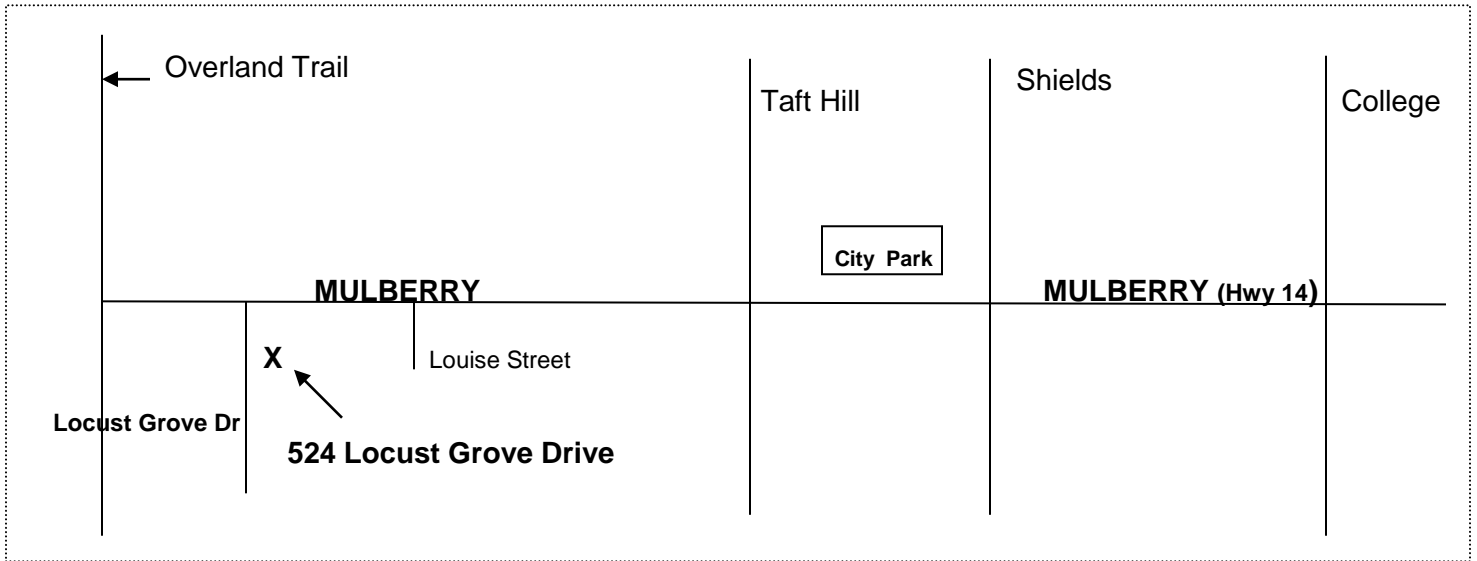 Overland Trail
Shields
Taft Hill
College
City Park
MULBERRY
MULBERRY (Hwy 14)
X
Louise Street
Locust Grove Dr
524 Locust Grove Drive